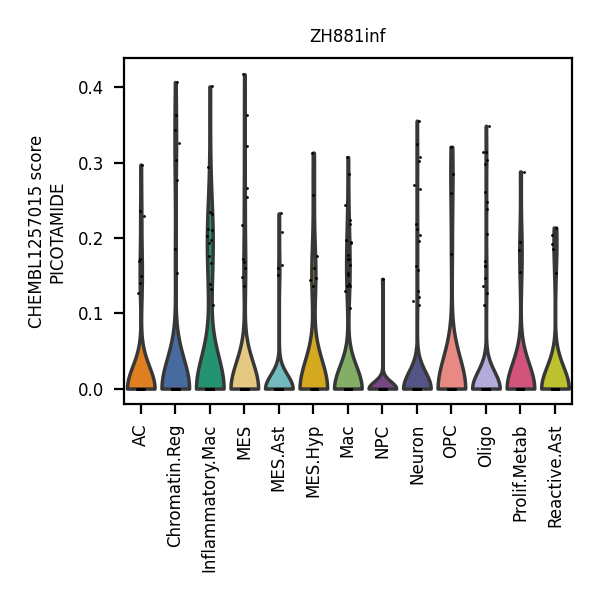 ZH881inf
CHEMBL1257015 score
PICOTAMIDE
0.4
0.3
0.2
0.1
0.0
AC
Chromatin.Reg
Inflammatory.Mac
MES
MES.Ast
MES.Hyp
Mac
NPC
Neuron
OPC
Oligo
Prolif.Metab
Reactive.Ast